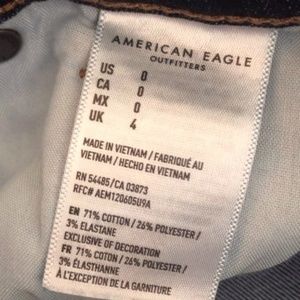 AMERICAN EAGLE
OUTFITTERS
US 0
CA 0
MX 0
UK 4
MADE IN VIETNAM / FABRIQUÉ AU
VIETNAM / HECHO EN VIETNAM
RN 54485/CA 03873
RFC# AEM120605U9A
EN 71% COTTON / 26% POLYESTER /
3% ELASTANE
EXCLUSIVE OF DECORATION
FR 71% COTON / 26% POLYESTER /
3% ÉLASTHANNE
À L'EXCEPTION DE LA GARNITURE